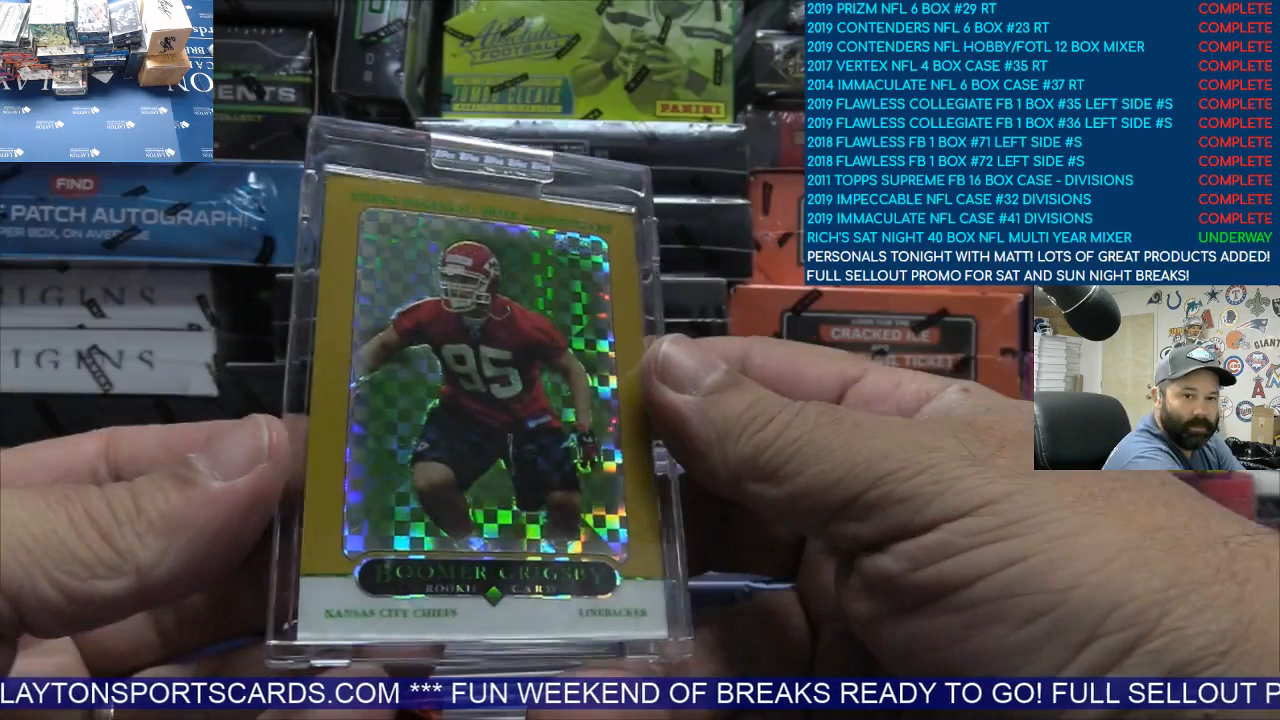 2019 PRIZM NFL 6 BOX #29 RT COMPLETE
2019 CONTENDERS NFL 6 BOX #23 RT COMPLETE
2019 CONTENDERS NFL HOBBY/FOTL 12 BOX MIXER COMPLETE
2017 VERTEX NFL 4 BOX CASE #35 RT COMPLETE
2014 IMMACULATE NFL 6 BOX CASE #37 RT COMPLETE
2019 FLAWLESS COLLEGIATE FB 1 BOX #35 LEFT SIDE #S COMPLETE
2019 FLAWLESS COLLEGIATE FB 1 BOX #36 LEFT SIDE #S COMPLETE
2018 FLAWLESS FB 1 BOX #71 LEFT SIDE #S COMPLETE
2018 FLAWLESS FB 1 BOX #72 LEFT SIDE #S COMPLETE
2011 TOPPS SUPREME FB 16 BOX CASE - DIVISIONS COMPLETE
2019 IMPECCABLE NFL CASE #32 DIVISIONS COMPLETE
2019 IMMACULATE NFL CASE #41 DIVISIONS COMPLETE
RICH'S SAT NIGHT 40 BOX NFL MULTI YEAR MIXER UNDERWAY
PERSONALS TONIGHT WITH MATT! LOTS OF GREAT PRODUCTS ADDED!
FULL SELLOUT PROMO FOR SAT AND SUN NIGHT BREAKS!
Absolute
FOOTBALL
PANINI
FIND
PATCH AUTOGRAPH!
PER BOX, ON AVERAGE
IGINS
IGINS
CRACKED ICE
TICKET
GIANTS
95
BOOMER GRIGSBY
ROOKIE CARD
KANSAS CITY CHIEFS LINEBACKER
LAYTONSPORTSCARDS.COM *** FUN WEEKEND OF BREAKS READY TO GO! FULL SELLOUT P